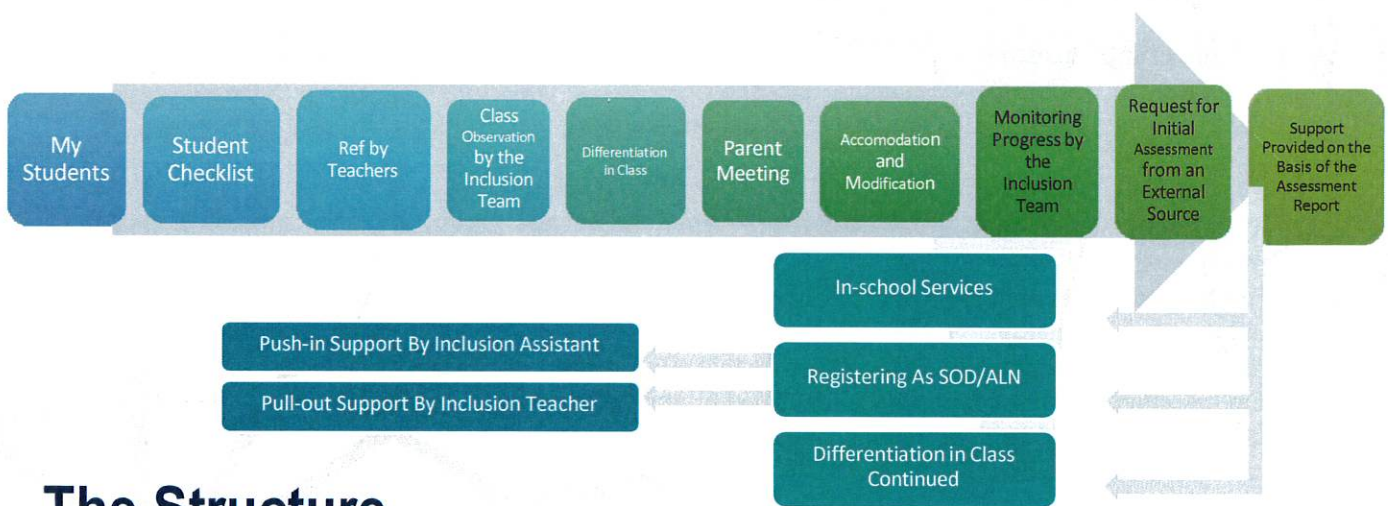 My
Students
Student
Checklist
Ref by
Teachers
Class
Observation
by the
Inclusion
Team
Differentiation
in Class
Parent
Meeting
Accomodation
and
Modification
Monitoring
Progress by
the
Inclusion
Team
Request for
Initial
Assessment
from an
External
Source
Support
Provided on the
Basis of the
Assessment
Report
In-school Services
Push-in Support By Inclusion Assistant
Registering As SOD/ALN
Pull-out Support By Inclusion Teacher
Differentiation in Class
Continued
The Structure